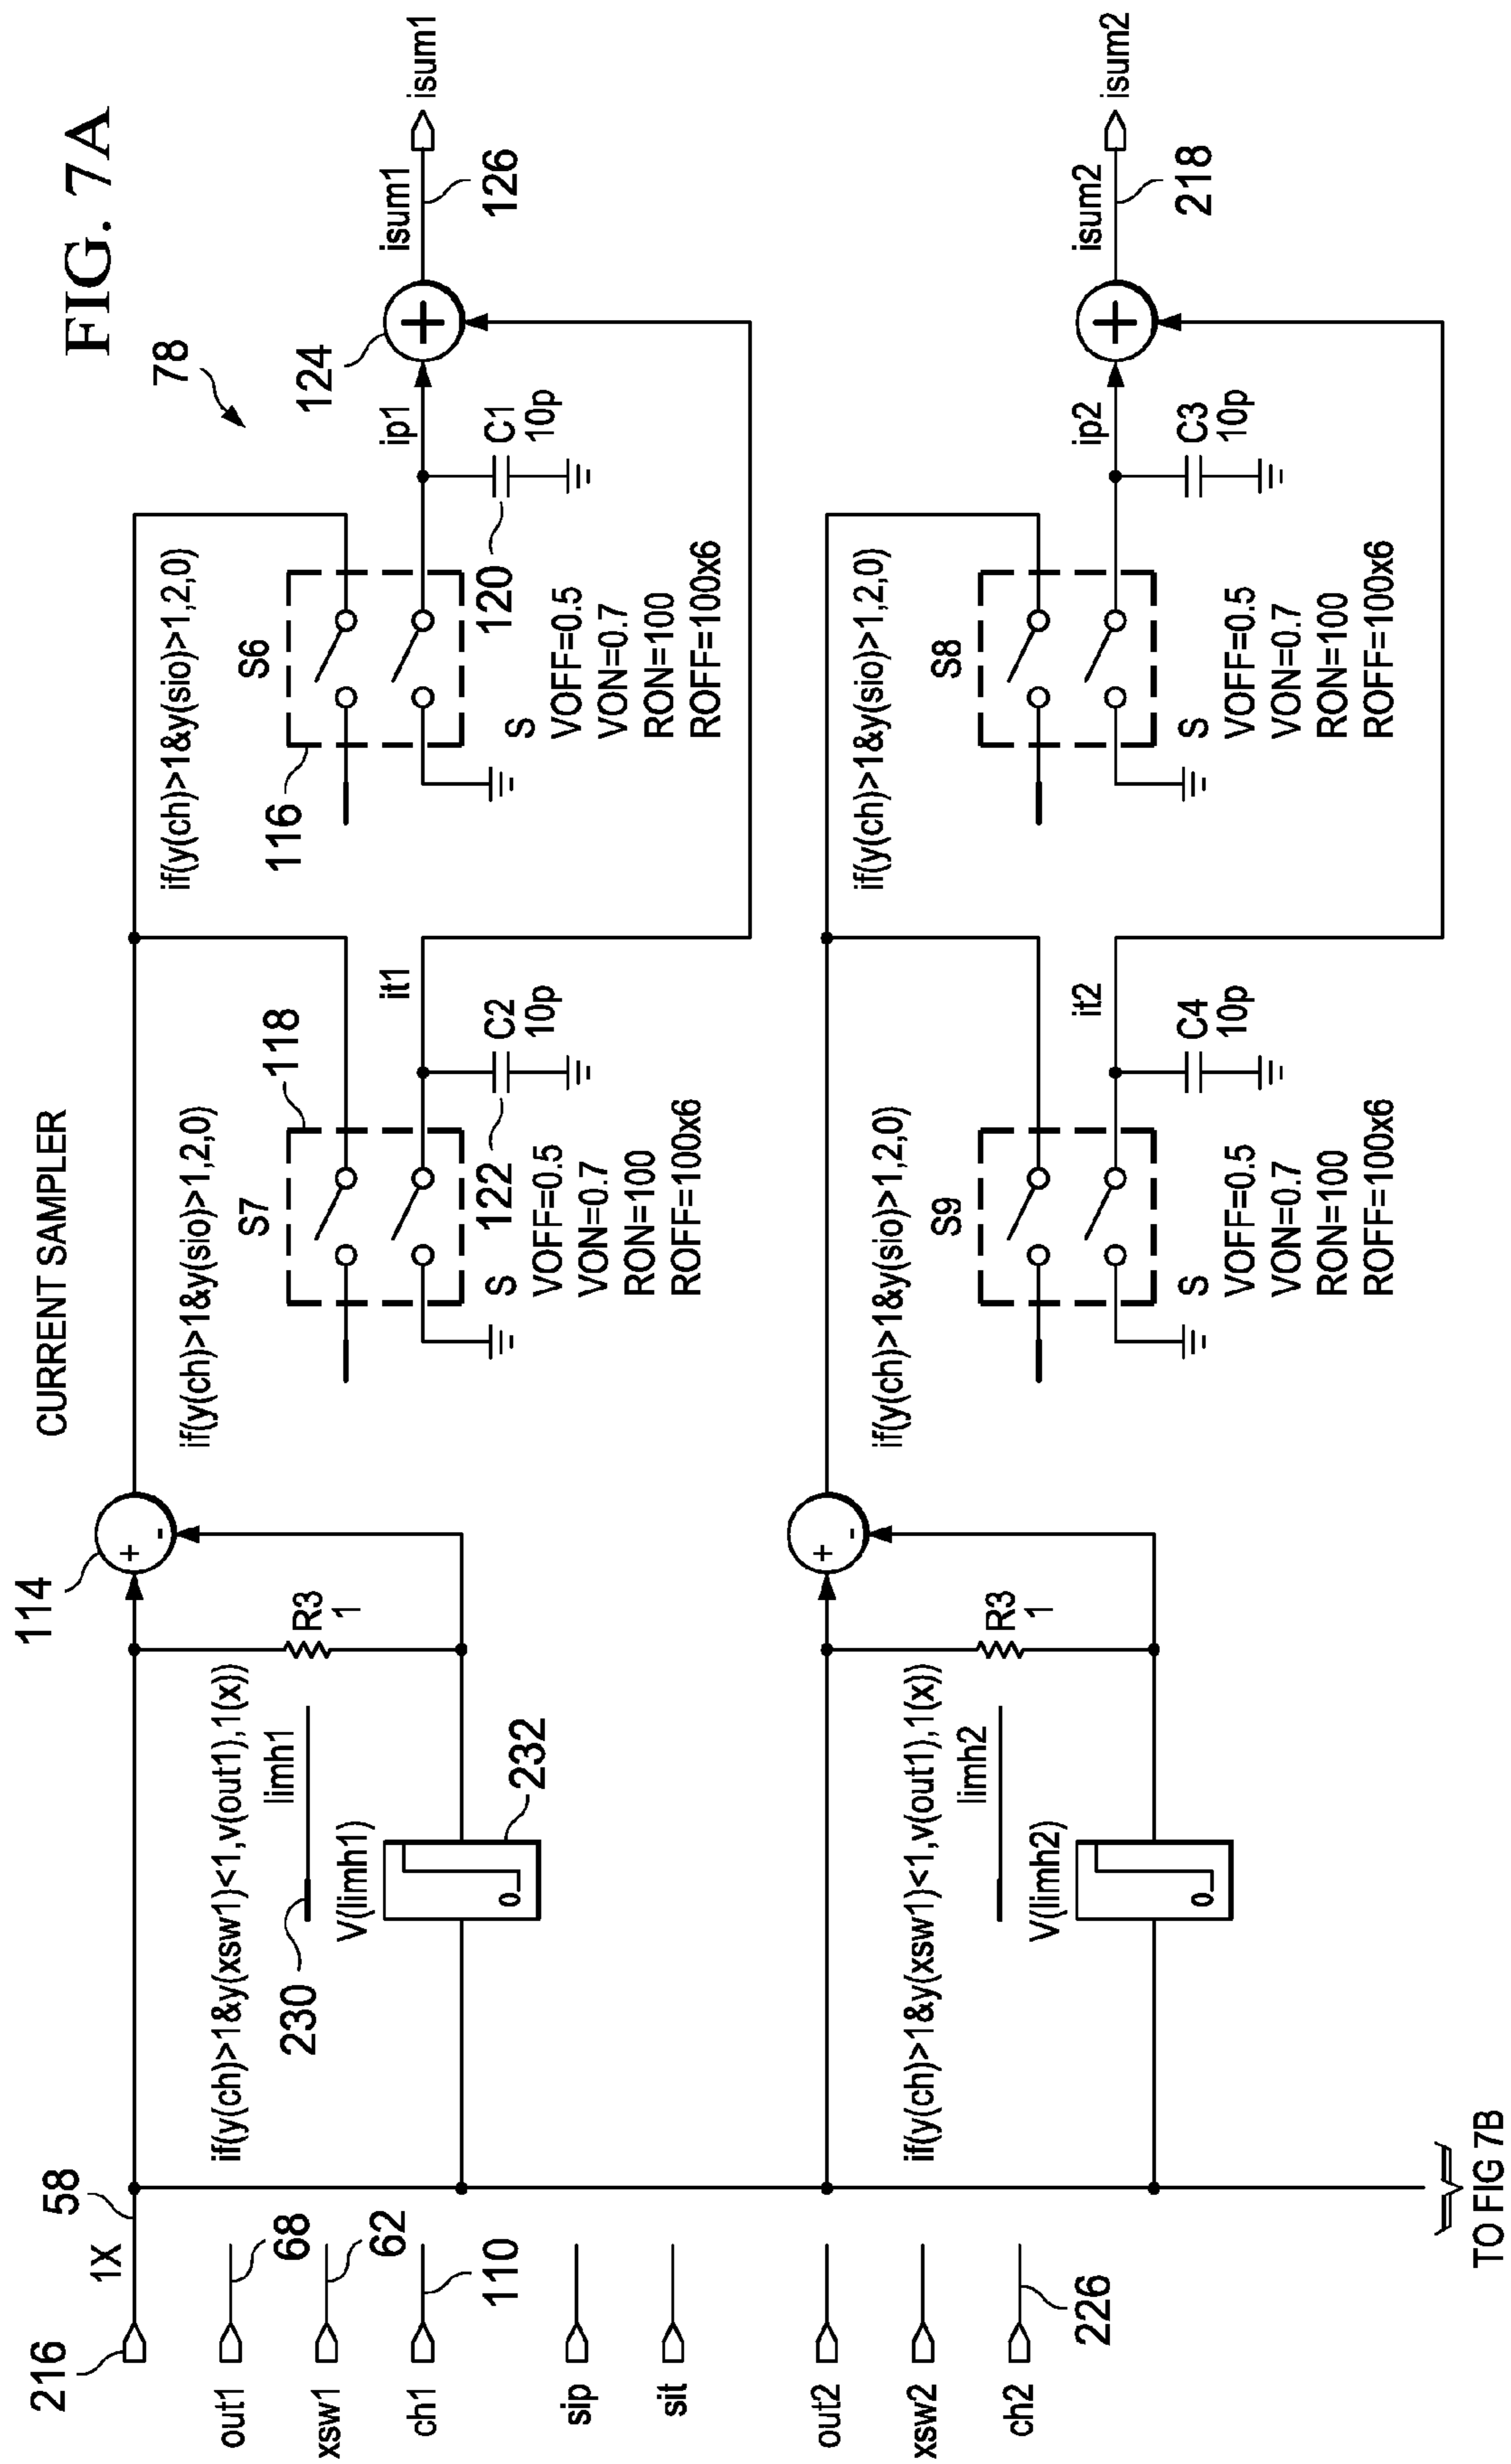 FIG. 7A
CURRENT SAMPLER
78
216
1X
58
out1
68
xsw1
62
ch1
110
sip
sit
out2
xsw2
ch2
226
114
R3
1
if(y(ch)>1&y(xsw1)<1,v(out1),1(x))
limh1
230
V(limh1)
0
232
if(y(ch)>1&y(sio)>1,2,0)
118
S7
S
VOFF=0.5
VON=0.7
RON=100
ROFF=100x6
it1
C2
10p
122
if(y(ch)>1&y(sio)>1,2,0)
116
S6
S
VOFF=0.5
VON=0.7
RON=100
ROFF=100x6
ip1
C1
10p
120
124
+
isum1
126
isum1
+
-
R3
1
if(y(ch)>1&y(xsw1)<1,v(out1),1(x))
limh2
V(limh2)
0
if(y(ch)>1&y(sio)>1,2,0)
S9
S
VOFF=0.5
VON=0.7
RON=100
ROFF=100x6
it2
C4
10p
if(y(ch)>1&y(sio)>1,2,0)
S8
S
VOFF=0.5
VON=0.7
RON=100
ROFF=100x6
ip2
C3
10p
+
isum2
218
isum2
+
-
TO FIG 7B